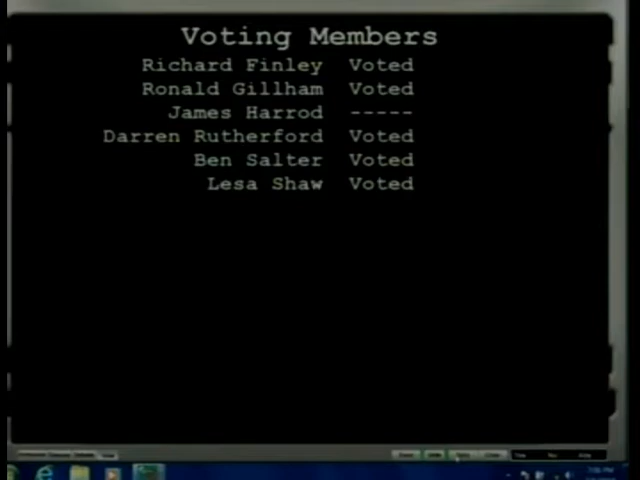 Voting Members
Richard Finley Voted
Ronald Gillham Voted
James Harrod -----
Darren Rutherford Voted
Ben Salter Voted
Lesa Shaw Voted